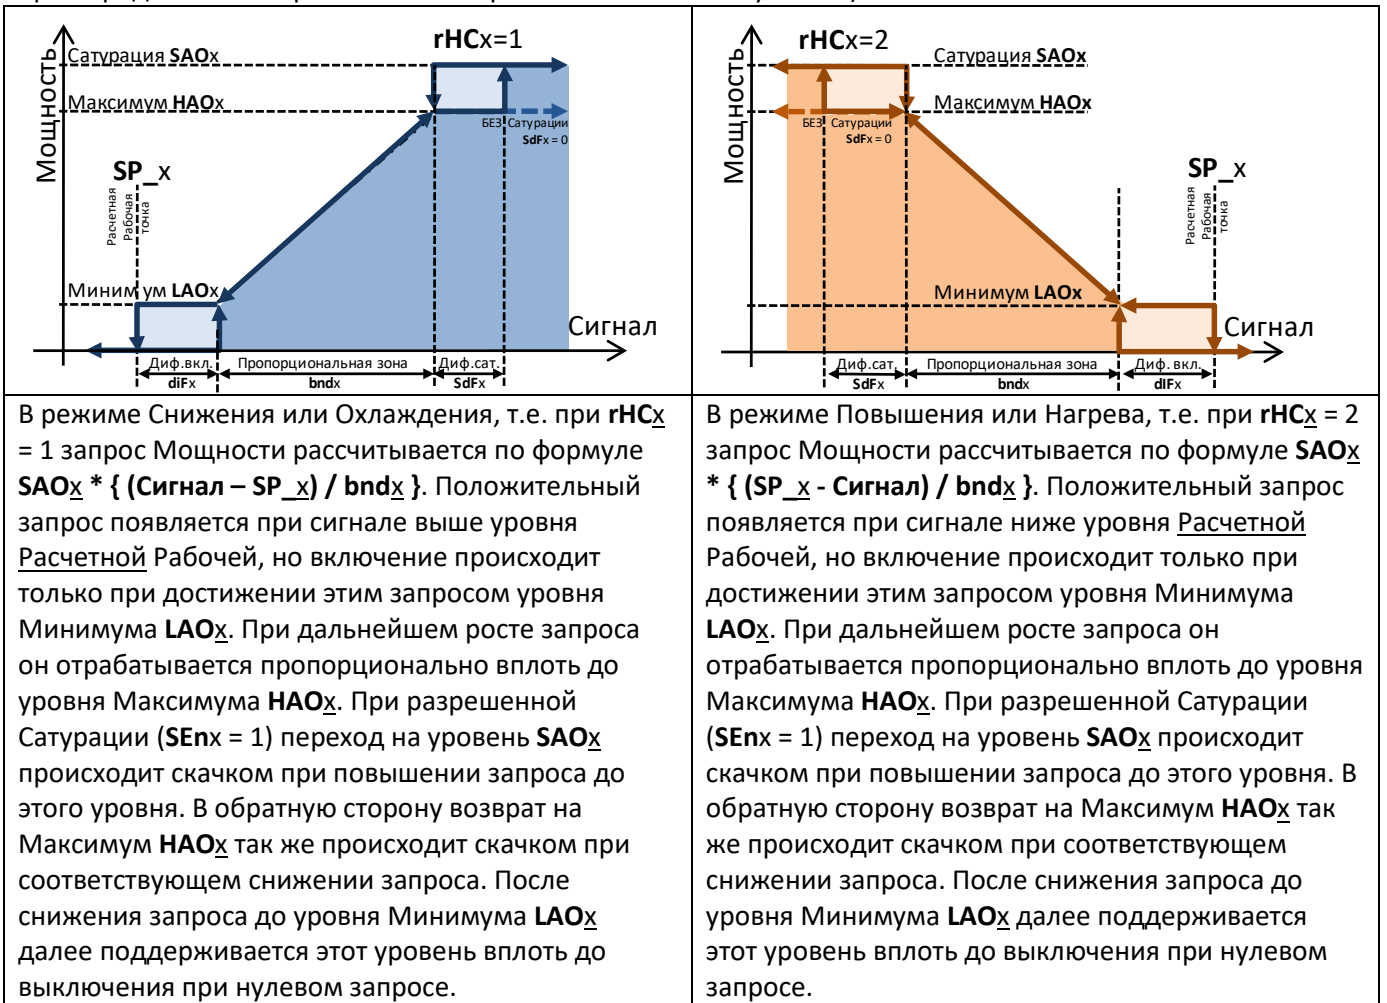 rHCx=1
Сатурация SAOx
Максимум HAOx
БЕЗ Сатурации
SdFx = 0
Мощность
SP_x
Расчетная
Рабочая
точка
Минимум LAOx
Сигнал
Диф.вкл.
Пропорциональная зона
Диф.сат.
diFx
bndx
SdFx
rHCx=2
Сатурация SAOx
Максимум HAOx
БЕЗ Сатурации
SdFx = 0
Мощность
SP_x
Расчетная
Рабочая
точка
Минимум LAOx
Сигнал
Диф.сат.
Пропорциональная зона
Диф. вкл.
SdFx
bndx
dIFx
В режиме Снижения или Охлаждения, т.е. при rHCx
= 1 запрос Мощности рассчитывается по формуле
SAOx * { (Сигнал – SP_x) / bndx }. Положительный
запрос появляется при сигнале выше уровня
Расчетной Рабочей, но включение происходит
только при достижении этим запросом уровня
Минимума LAOx. При дальнейшем росте запроса
он отрабатывается пропорционально вплоть до
уровня Максимума HAOx. При разрешенной
Сатурации (SEnx = 1) переход на уровень SAOx
происходит скачком при повышении запроса до
этого уровня. В обратную сторону возврат на
Максимум HAOx так же происходит скачком при
соответствующем снижении запроса. После
снижения запроса до уровня Минимума LAOx
далее поддерживается этот уровень вплоть до
выключения при нулевом запросе.
В режиме Повышения или Нагрева, т.е. при rHCx = 2
запрос Мощности рассчитывается по формуле SAOx
* { (SP_x - Сигнал) / bndx }. Положительный запрос
появляется при сигнале ниже уровня Расчетной
Рабочей, но включение происходит только при
достижении этим запросом уровня Минимума
LAOx. При дальнейшем росте запроса он
отрабатывается пропорционально вплоть до уровня
Максимума HAOx. При разрешенной Сатурации
(SEnx = 1) переход на уровень SAOx происходит
скачком при повышении запроса до этого уровня. В
обратную сторону возврат на Максимум HAOx так
же происходит скачком при соответствующем
снижении запроса. После снижения запроса до
уровня Минимума LAOx далее поддерживается
этот уровень вплоть до выключения при нулевом
запросе.